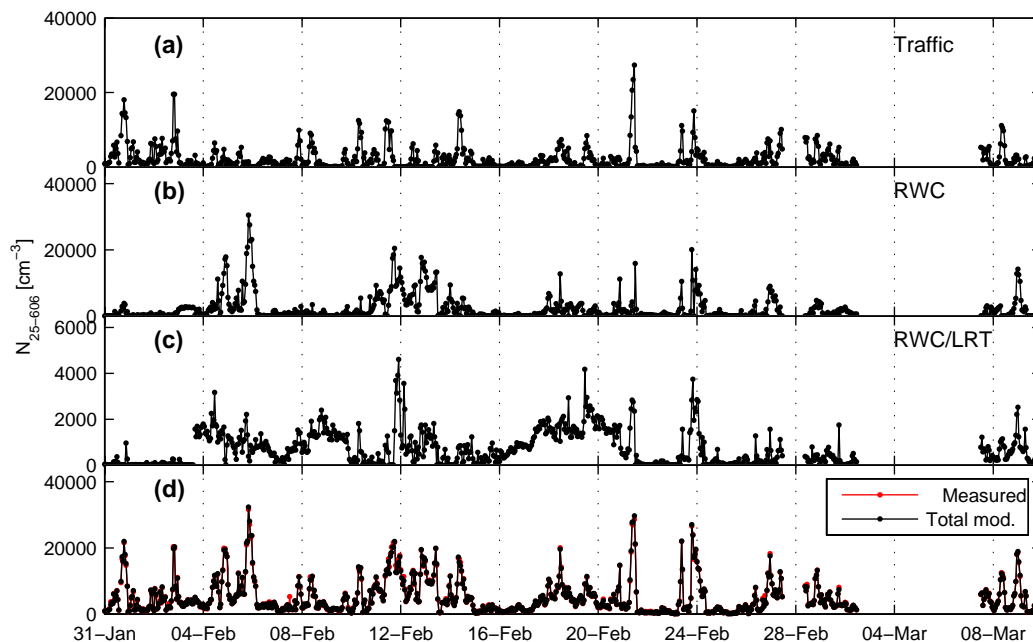 40000
(a)
Traffic
20000
0
40000
(b)
RWC
20000
0
N25–606 [cm−3]
6000
(c)
RWC/LRT
4000
2000
0
40000
(d)
Measured
Total mod.
20000
0
31–Jan 04–Feb 08–Feb 12–Feb 16–Feb 20–Feb 24–Feb 28–Feb 04–Mar 08–Mar